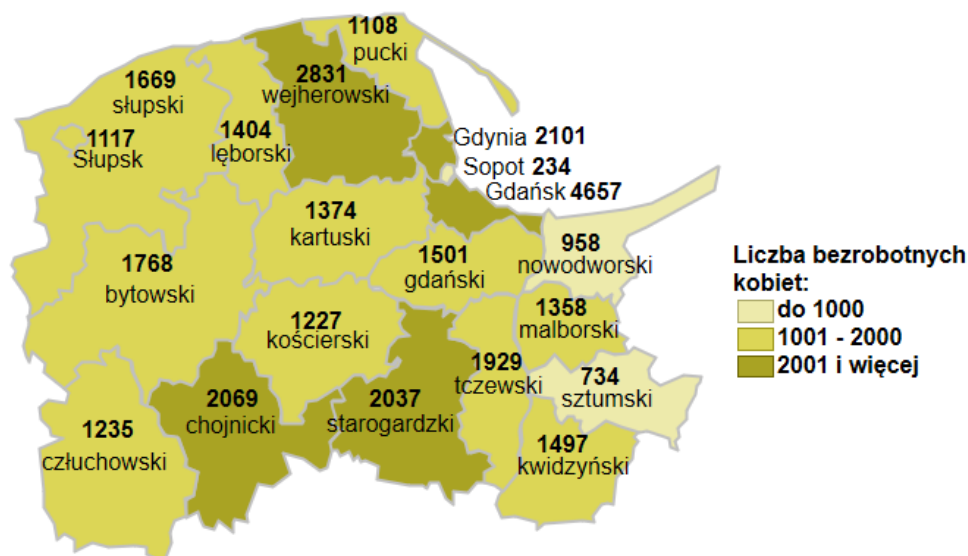 1108
pucki
2831
wejherowski
1669
słupski
1117
Słupsk
1404
lęborski
Gdynia 2101
Sopot 234
Gdańsk 4657
1374
kartuski
1501
gdański
958
nowodworski
1768
bytowski
1227
kościerski
1358
malborski
1929
tczewski
734
sztumski
2069
chojnicki
2037
starogardzki
1235
człuchowski
1497
kwidzyński
Liczba bezrobotnych
kobiet:
do 1000
1001 - 2000
2001 i więcej